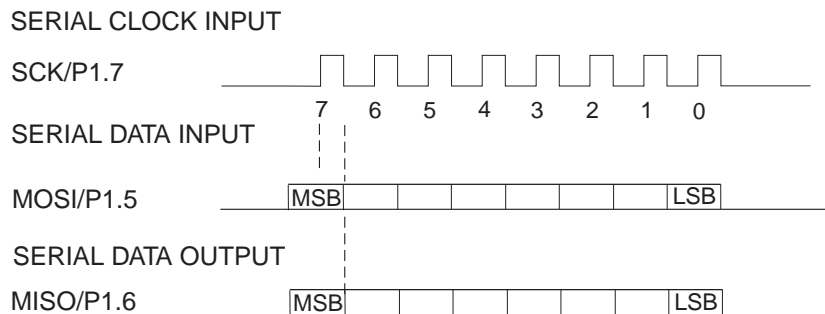 SERIAL CLOCK INPUT
SCK/P1.7
7 6 5 4 3 2 1 0
SERIAL DATA INPUT
MOSI/P1.5 MSB LSB
SERIAL DATA OUTPUT
MISO/P1.6 MSB LSB